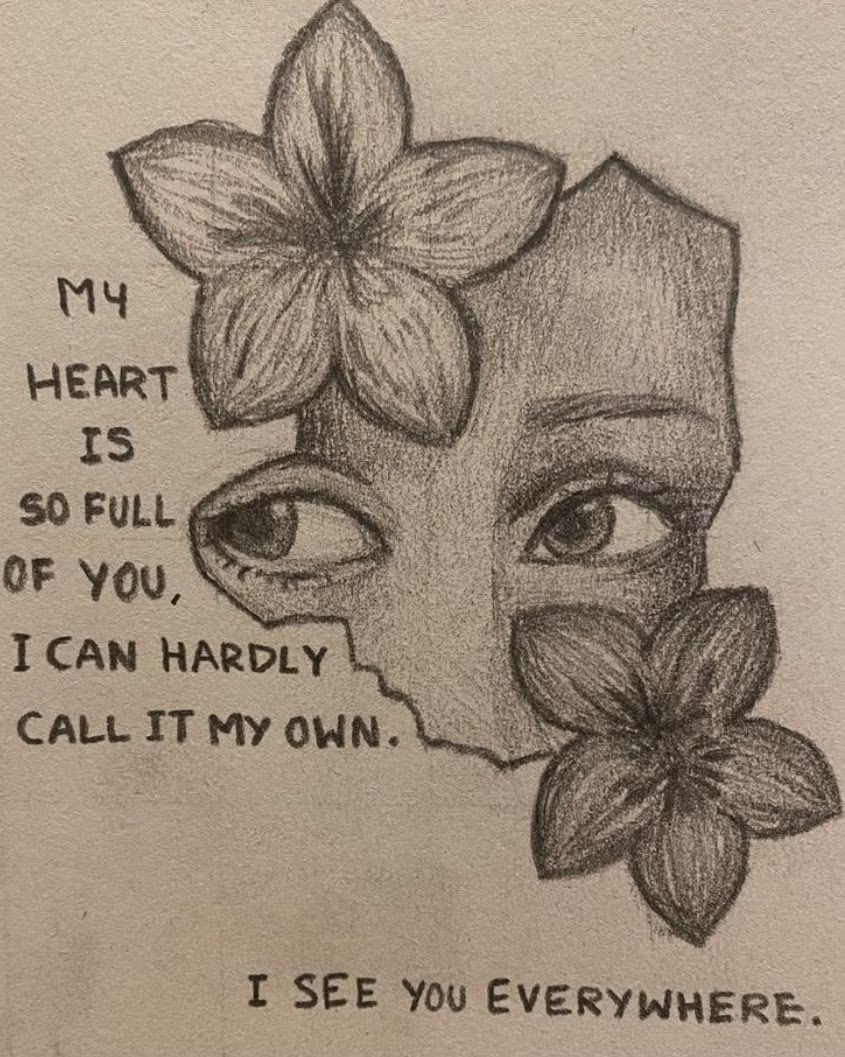 MY
HEART
IS
SO FULL
OF YOU,
I CAN HARDLY
CALL IT MY OWN.
I SEE YOU EVERYWHERE.